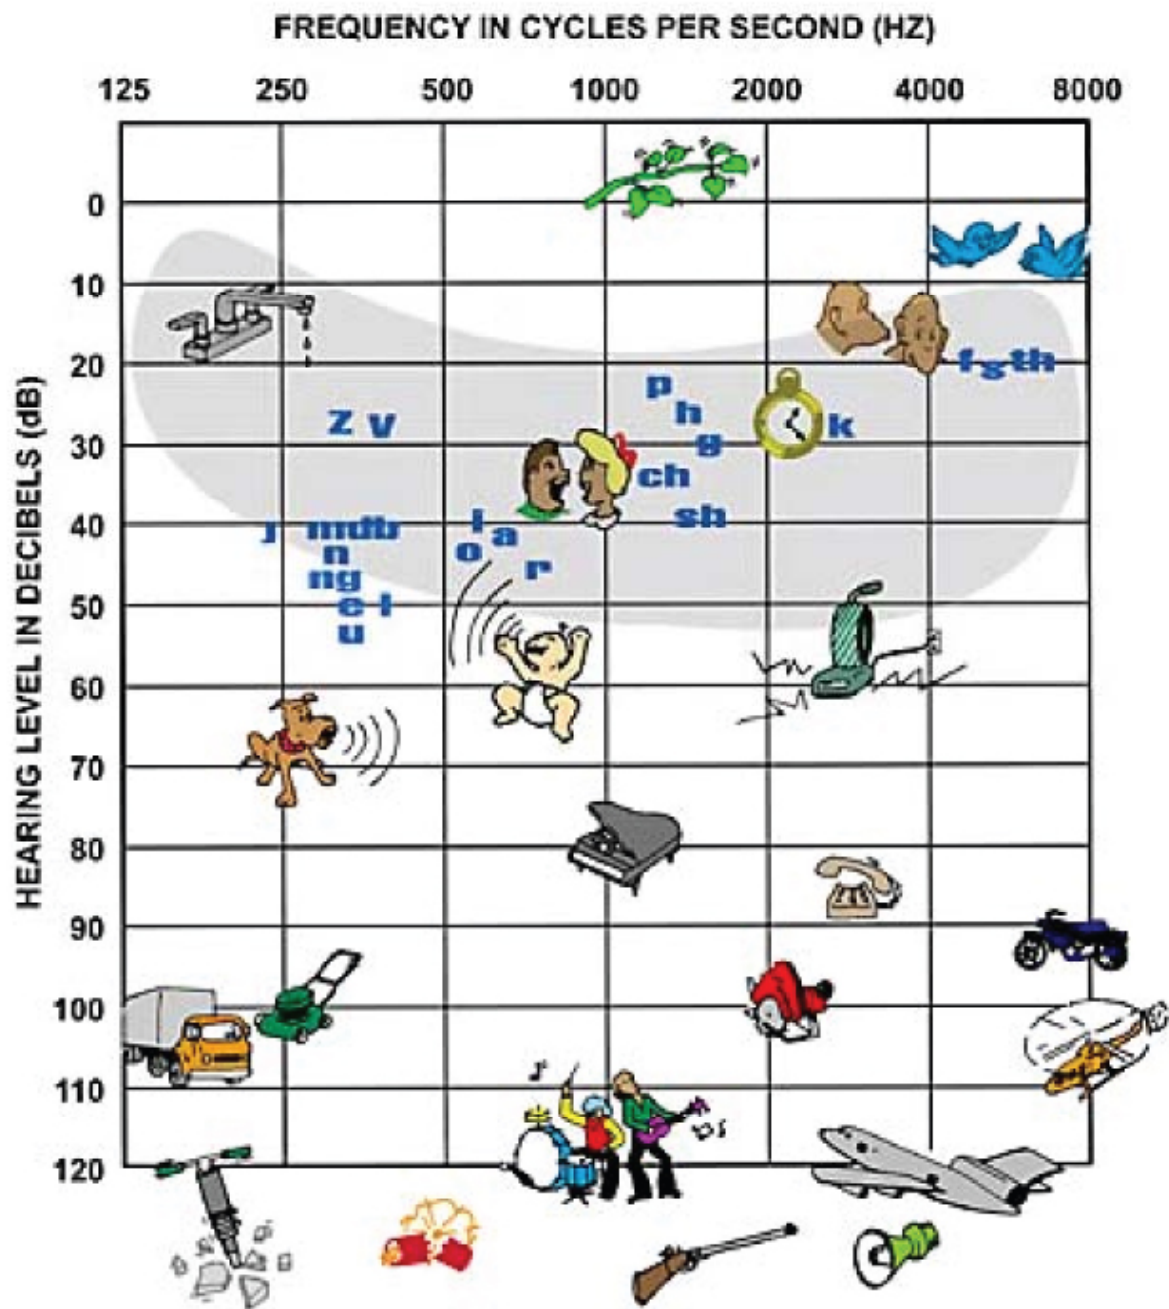 FREQUENCY IN CYCLES PER SECOND (HZ)
125 250 500 1000 2000 4000 8000
HEARING LEVEL IN DECIBELS (dB)
0
10
20
f s th
p
z v h k
30
g
ch
40
j mdb l a sh
n o r
ng
50
e l
u
60
70
80
90
100
110
120